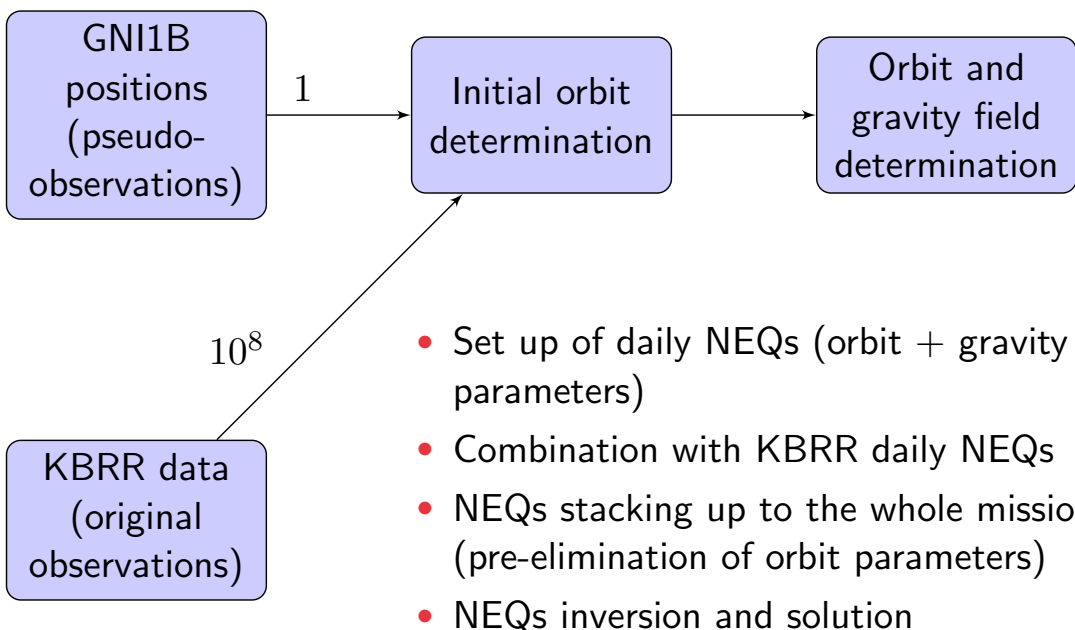 GNI1B
positions
(pseudo-
observations)
1
Initial orbit
determination
Orbit and
gravity field
determination
10⁸
KBRR data
(original
observations)
• Set up of daily NEQs (orbit + gravity
parameters)
• Combination with KBRR daily NEQs
• NEQs stacking up to the whole missio
(pre-elimination of orbit parameters)
• NEQs inversion and solution